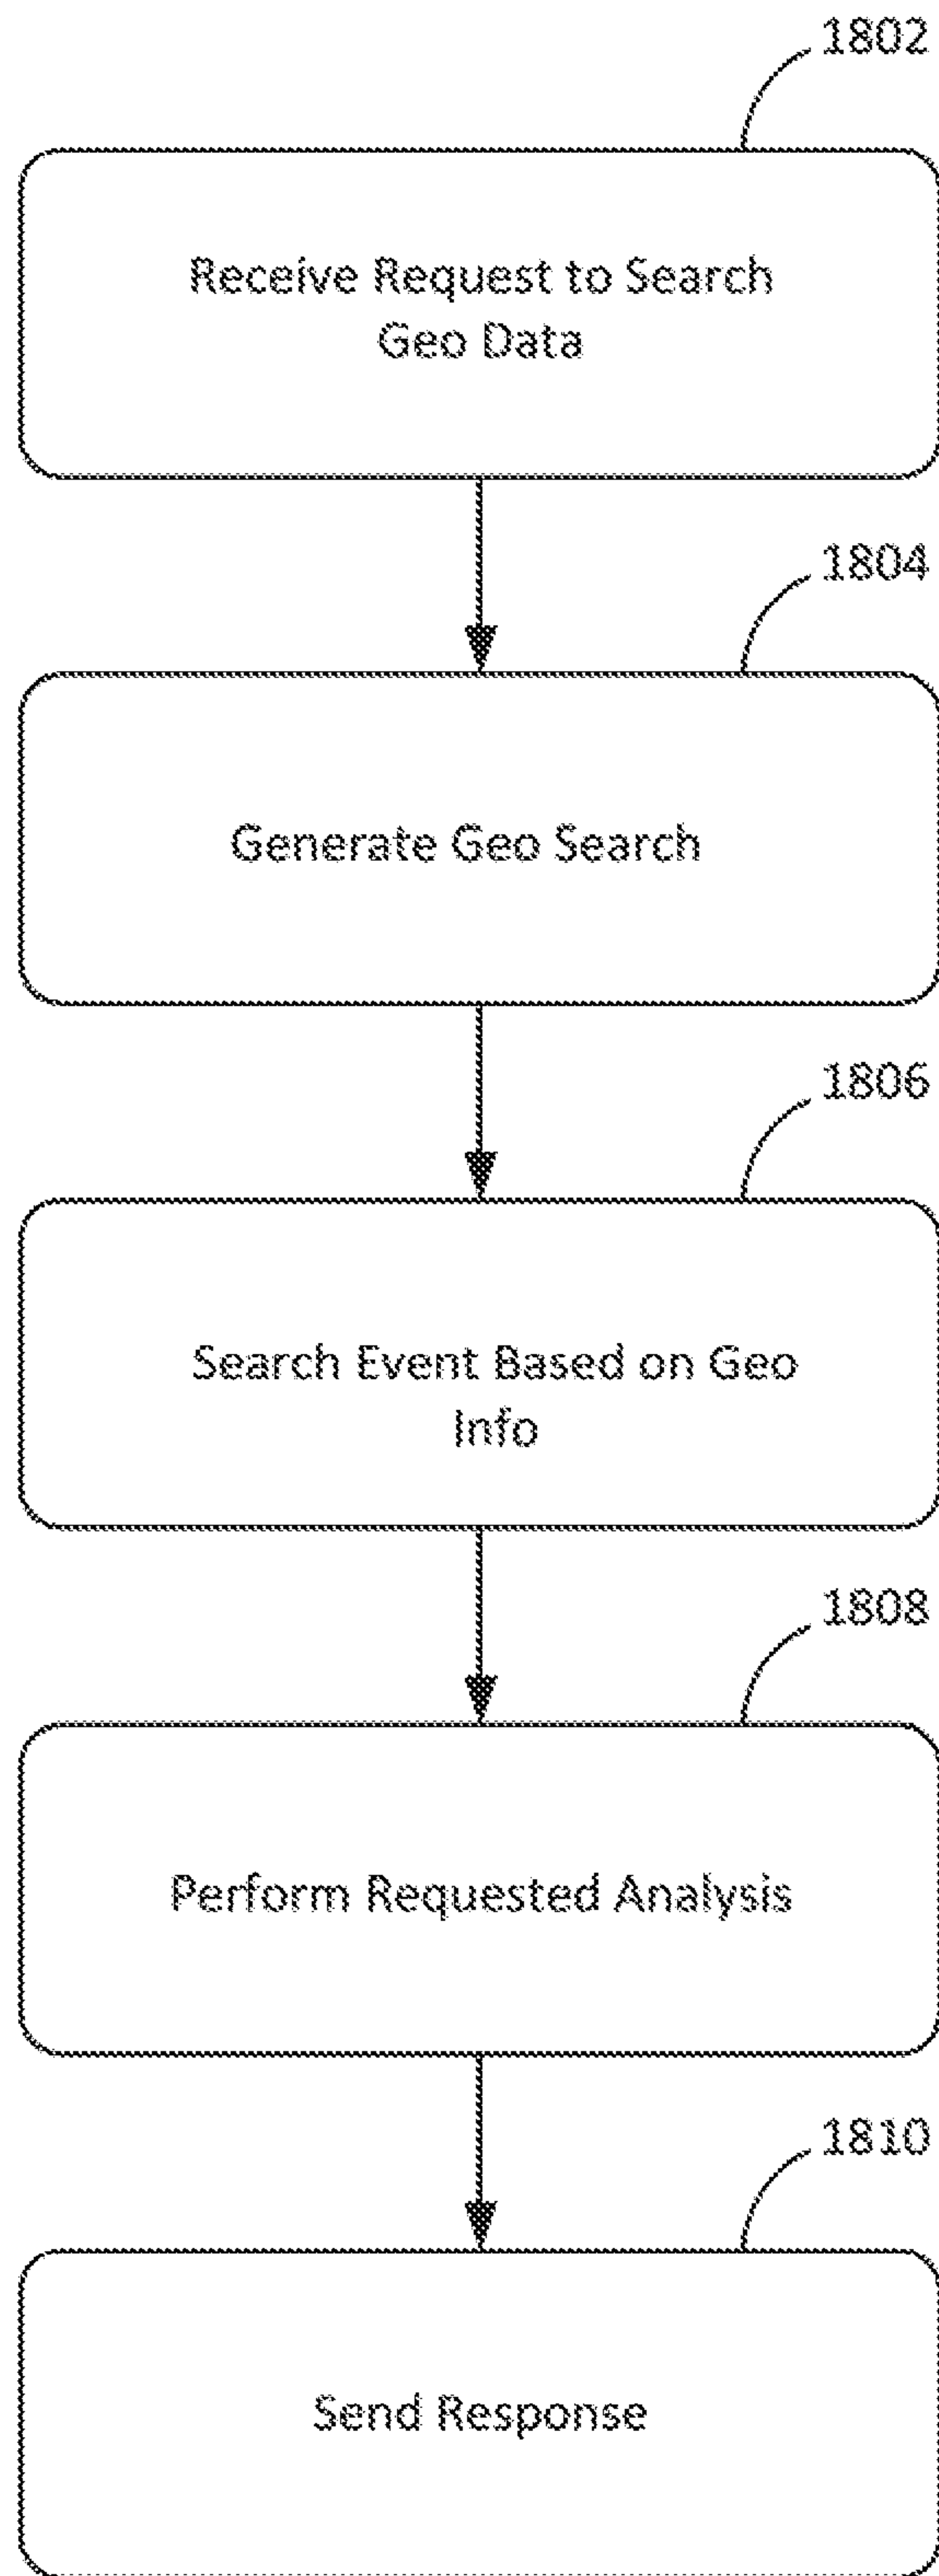 1802
Receive Request to Search
Geo Data
1804
Generate Geo Search
1806
Search Event Based on Geo
Info
1808
Perform Requested Analysis
1810
Send Response